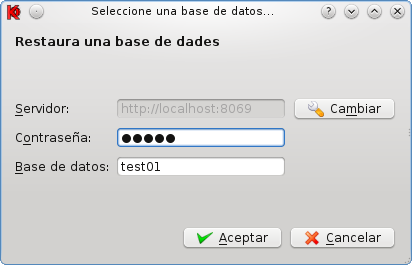 Seleccione una base de datos...
Restaura una base de dades
Servidor: http://localhost:8069 Cambiar
Contraseña: ●●●●●
Base de datos: test01
Aceptar Cancelar